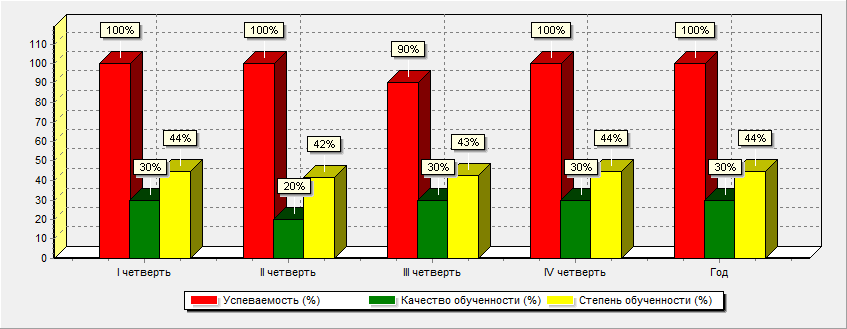 100% 100% 90% 100% 100%
44% 42% 43% 44% 44%
30% 20% 30% 30% 30%
110
100
90
80
70
60
50
40
30
20
10
0
I четверть II четверть III четверть IV четверть Год
Успеваемость (%) Качество обученности (%) Степень обученности (%)